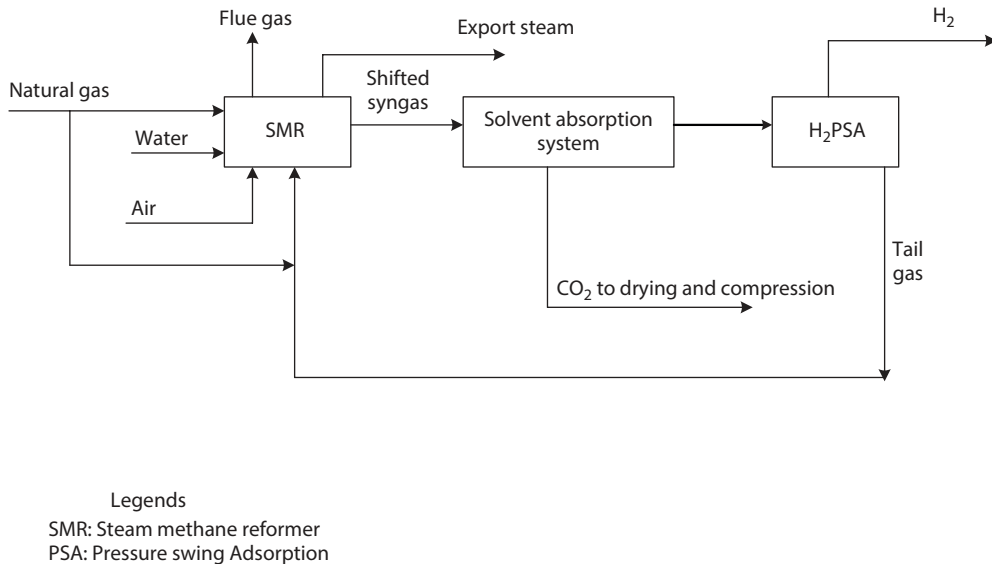 Flue gas
Export steam
H₂
Natural gas
Shifted
syngas
SMR
Solvent absorption
system
H₂PSA
Water
Air
Tail
gas
CO₂ to drying and compression
Legends
SMR: Steam methane reformer
PSA: Pressure swing Adsorption